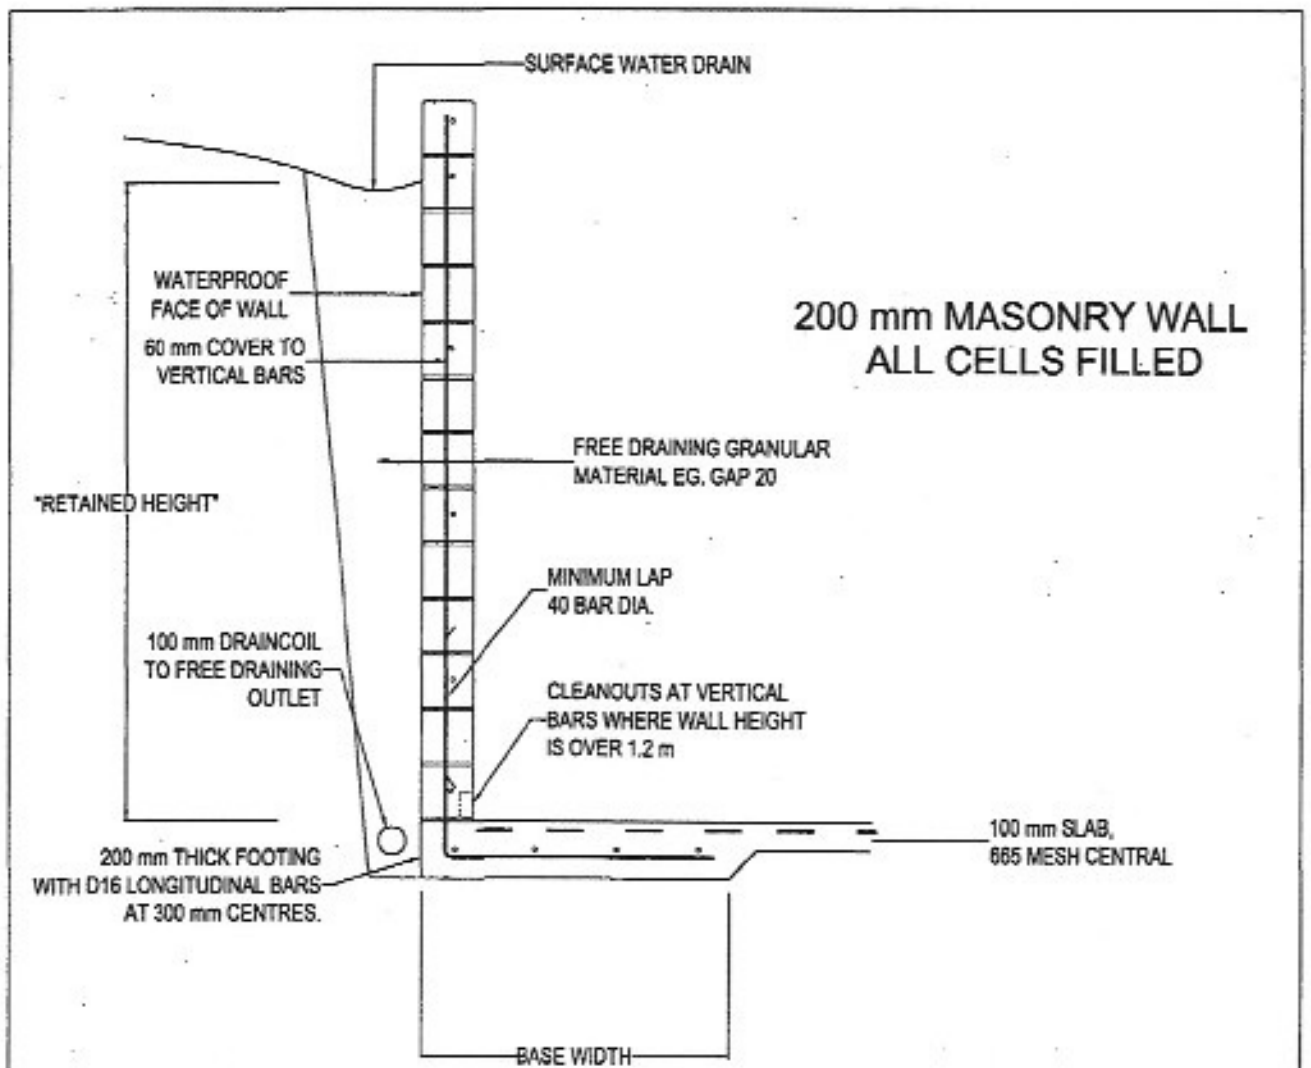 SURFACE WATER DRAIN
WATERPROOF
FACE OF WALL
200 mm MASONRY WALL
ALL CELLS FILLED
60 mm COVER TO
VERTICAL BARS
FREE DRAINING GRANULAR
MATERIAL EG. GAP 20
"RETAINED HEIGHT"
MINIMUM LAP
40 BAR DIA.
100 mm DRAINCOIL
TO FREE DRAINING
OUTLET
CLEANOUTS AT VERTICAL
BARS WHERE WALL HEIGHT
IS OVER 1.2 m
100 mm SLAB,
665 MESH CENTRAL
200 mm THICK FOOTING
WITH D16 LONGITUDINAL BARS
AT 300 mm CENTRES.
BASE WIDTH